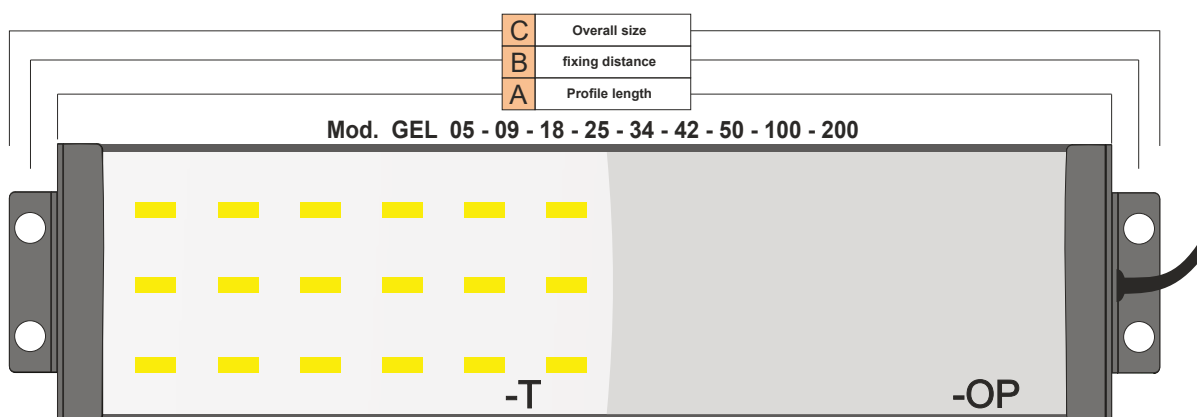 C Overall size
B fixing distance
A Profile length
Mod. GEL 05 - 09 - 18 - 25 - 34 - 42 - 50 - 100 - 200
-T -OP